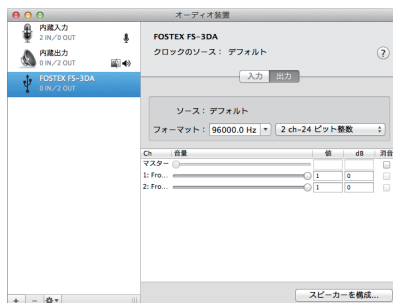 オーディオ装置
内蔵入力
2 IN/0 OUT
内蔵出力
0 IN/2 OUT
FOSTEX FS-3DA
0 IN/2 OUT
FOSTEX FS-3DA
クロックのソース： デフォルト
?
入力 出力
ソース： デフォルト
フォーマット： 96000.0 Hz 2 ch-24 ビット整数
Ch 音量 値 dB 消音
マスター
1: Fro... 1 0
2: Fro... 1 0
スピーカーを構成...